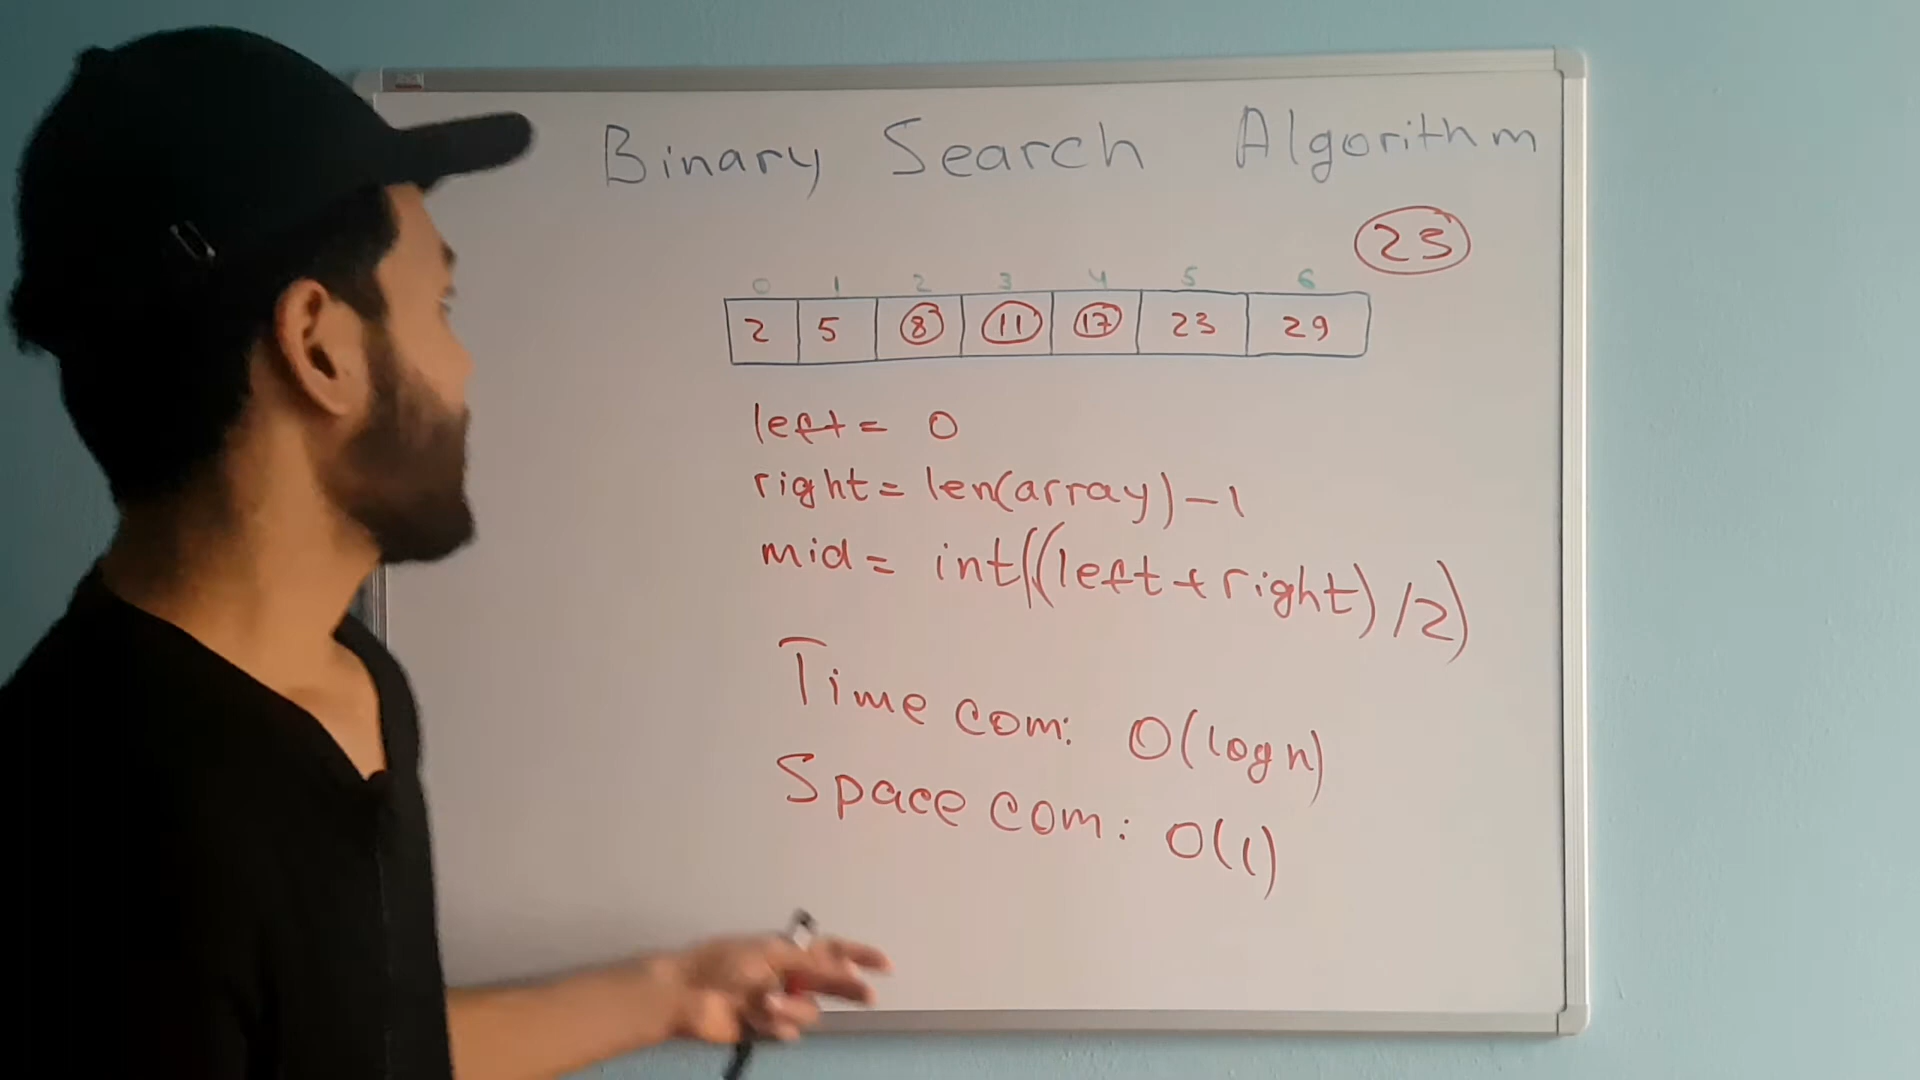 Binary Search Algorithm
23
0 1 2 3 4 5 6
2 5 8 11 17 23 29
left = 0
right = len(array) - 1
mid = int((left + right) / 2)
Time com: O(log n)
Space com: O(1)